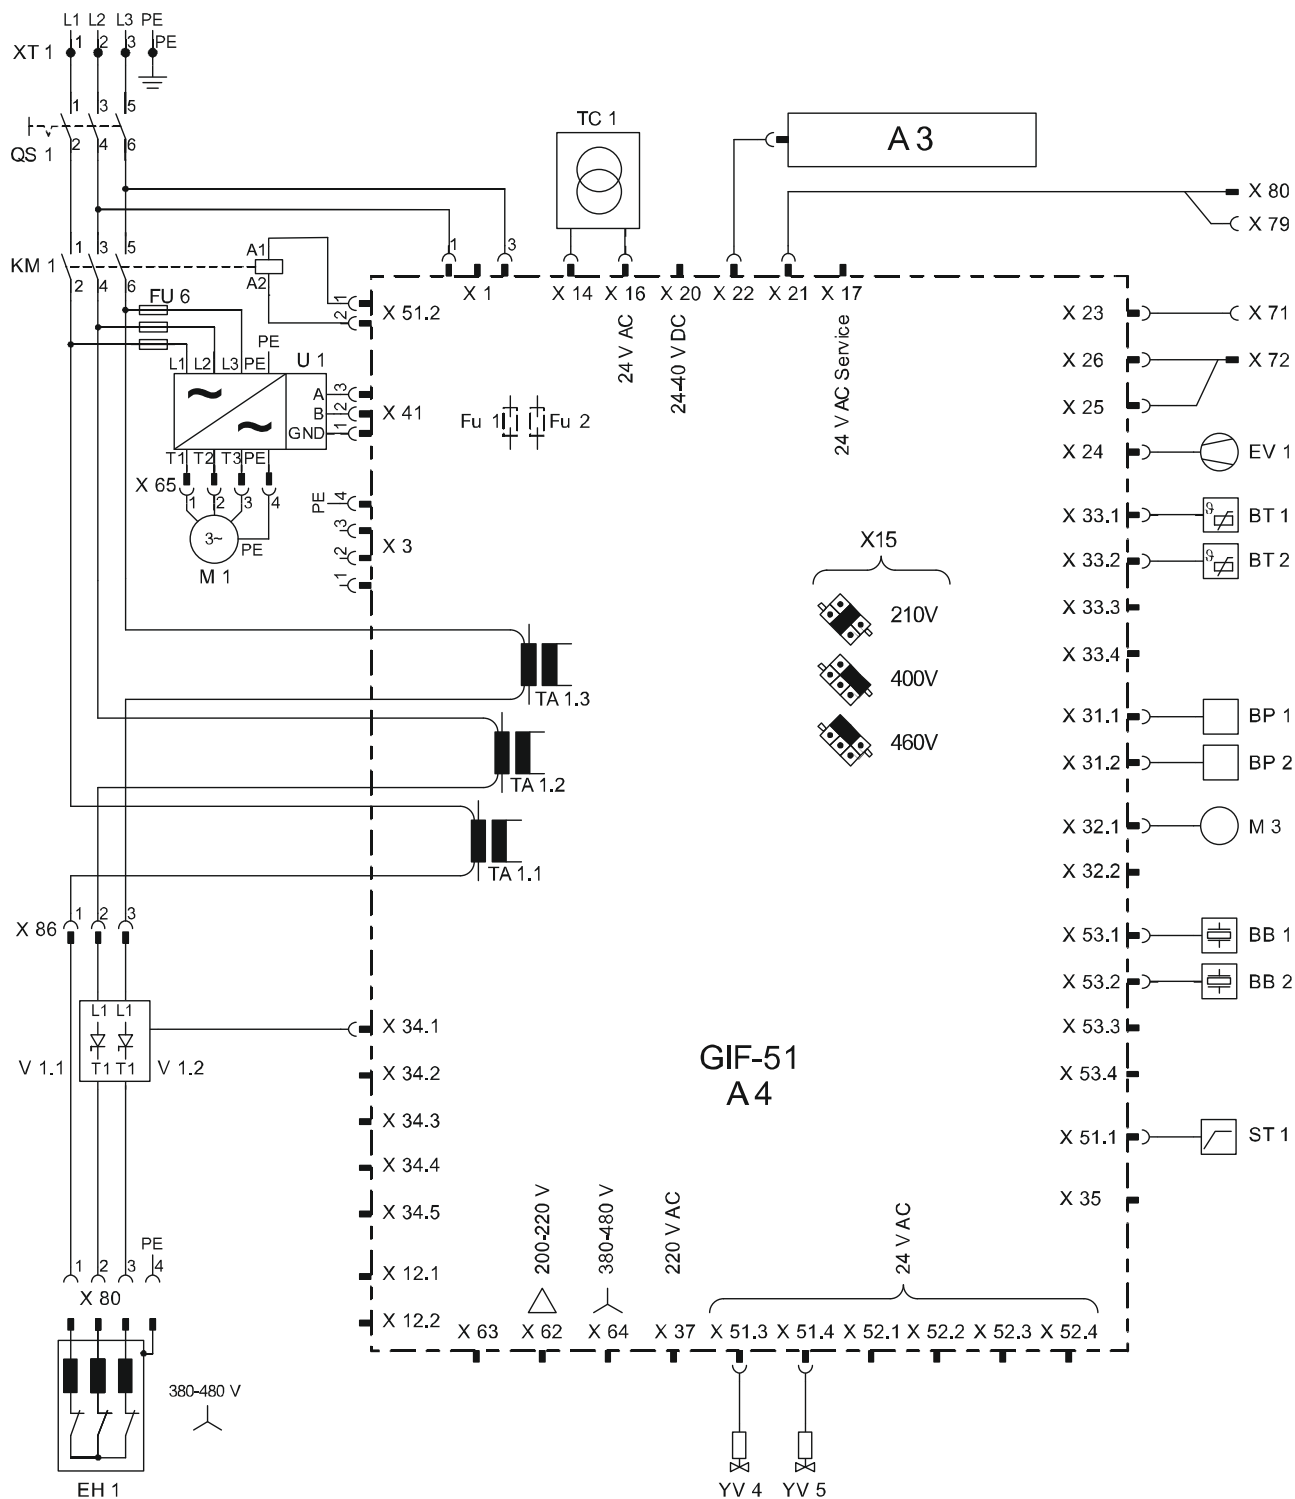 L1 L2 L3 PE
XT 1 1 2 3 PE
1 3 5
QS 1 2 4 6
TC 1
A 3
X 80
X 79
1 3
KM 1 1 3 5 A1
2 4 6 A2
X 1 X 14 X 16 X 20 X 22 X 21 X 17
24 V AC
24-40 V DC
24 V AC Service
FU 6
1
2
X 51.2
X 23 X 71
X 26 X 72
X 25
X 24 EV 1
L1 L2 L3 PE
PE
U 1
A 3
B 2
GND 1
X 41
Fu 1 Fu 2
T1 T2 T3 PE
X 65 1 2 3 4
3~
PE
M 1
PE 4
3
2
1
X 3
X 33.1 BT 1
X 33.2 BT 2
X 33.3
X 33.4
X15
210V
400V
460V
TA 1.3
TA 1.2
TA 1.1
X 31.1 BP 1
X 31.2 BP 2
X 32.1 M 3
X 32.2
X 86 1 2 3
X 53.1 BB 1
X 53.2 BB 2
X 53.3
X 53.4
L1 L1
V 1.1 T1 T1 V 1.2
X 34.1
X 34.2
X 34.3
X 34.4
X 34.5
X 12.1
X 12.2
GIF-51
A 4
X 51.1 ST 1
X 35
PE
1 2 3 4
X 80
200-220 V
380-480 V
220 V AC
24 V AC
X 63 X 62 X 64 X 37 X 51.3 X 51.4 X 52.1 X 52.2 X 52.3 X 52.4
380-480 V
EH 1
YV 4 YV 5